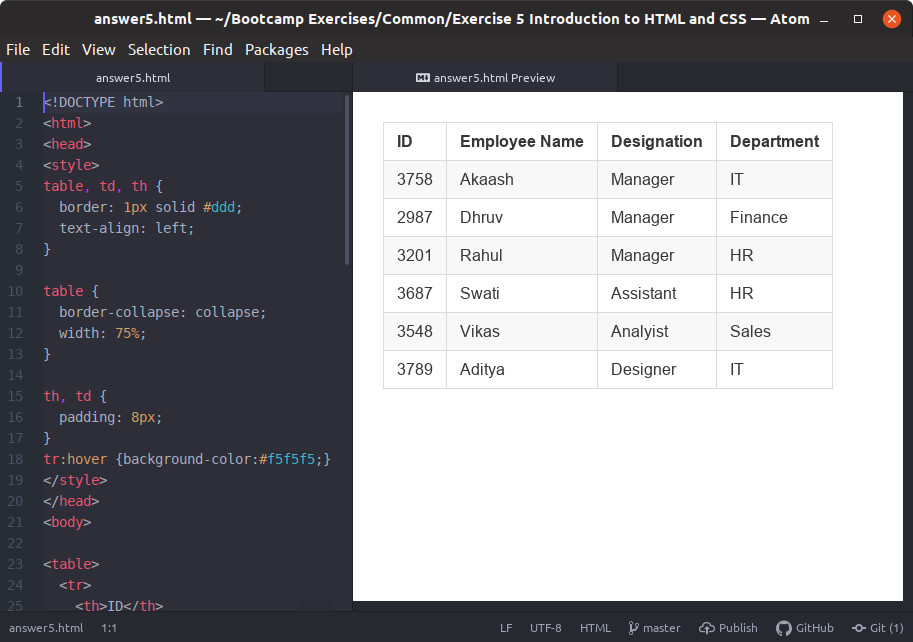 answer5.html — ~/Bootcamp Exercises/Common/Exercise 5 Introduction to HTML and CSS — Atom
File Edit View Selection Find Packages Help
answer5.html
answer5.html Preview
1 <!DOCTYPE html>
2 <html>
3 <head>
4 <style>
5 table, td, th {
6   border: 1px solid #ddd;
7   text-align: left;
8 }
9
10 table {
11   border-collapse: collapse;
12   width: 75%;
13 }
14
15 th, td {
16   padding: 8px;
17 }
18 tr:hover {background-color:#f5f5f5;}
19 </style>
20 </head>
21 <body>
22
23 <table>
24   <tr>
25     <th>ID</th>
ID Employee Name Designation Department
3758 Akaash Manager IT
2987 Dhruv Manager Finance
3201 Rahul Manager HR
3687 Swati Assistant HR
3548 Vikas Analyist Sales
3789 Aditya Designer IT
answer5.html 1:1 LF UTF-8 HTML master Publish GitHub Git (1)